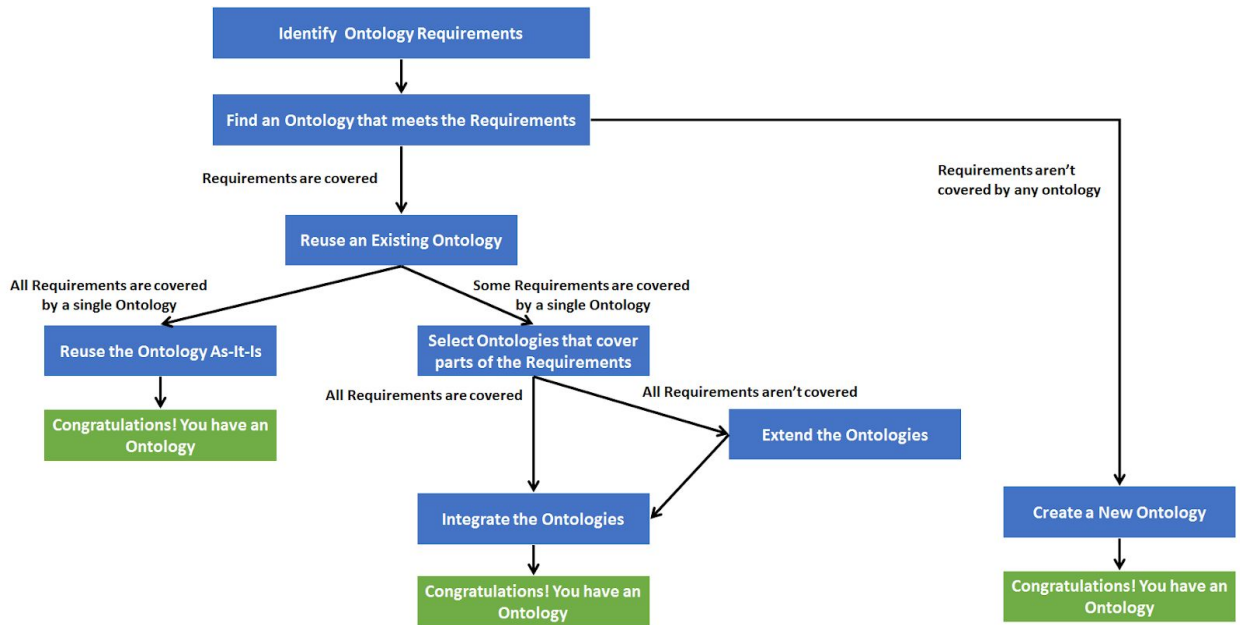 Identify Ontology Requirements
Find an Ontology that meets the Requirements
Requirements are covered
Requirements aren't
covered by any ontology
Reuse an Existing Ontology
All Requirements are covered
by a single Ontology
Some Requirements are covered
by a single Ontology
Reuse the Ontology As-It-Is
Select Ontologies that cover
parts of the Requirements
All Requirements are covered
All Requirements aren't covered
Congratulations! You have an
Ontology
Extend the Ontologies
Integrate the Ontologies
Create a New Ontology
Congratulations! You have an
Ontology
Congratulations! You have an
Ontology